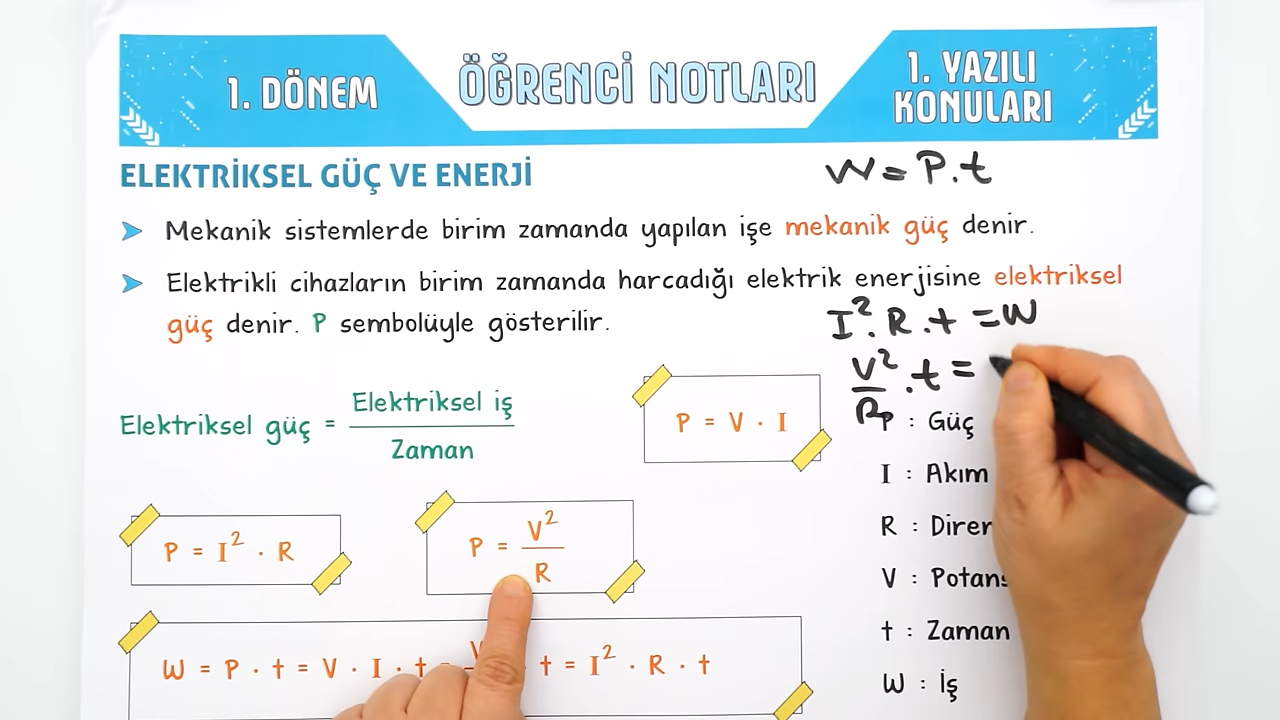 1. DÖNEM
ÖĞRENCİ NOTLARI
1. YAZILI
KONULARI
ELEKTRİKSEL GÜÇ VE ENERJİ
W = P.t
Mekanik sistemlerde birim zamanda yapılan işe mekanik güç denir.
Elektrikli cihazların birim zamanda harcadığı elektrik enerjisine elektriksel
güç denir. P sembolüyle gösterilir.
I². R . t = W
V²/R . t =
Elektriksel güç = Elektriksel iş / Zaman
P = V · I
P : Güç
I : Akım
R :
V :
t : Zaman
W : İş
P = I² · R
P = V²/R
W = P · t = V · I · t = t = I² · R · t